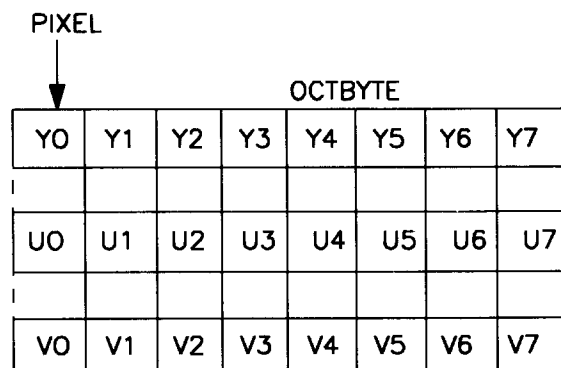 PIXEL
OCTBYTE
Y0 Y1 Y2 Y3 Y4 Y5 Y6 Y7
U0 U1 U2 U3 U4 U5 U6 U7
V0 V1 V2 V3 V4 V5 V6 V7